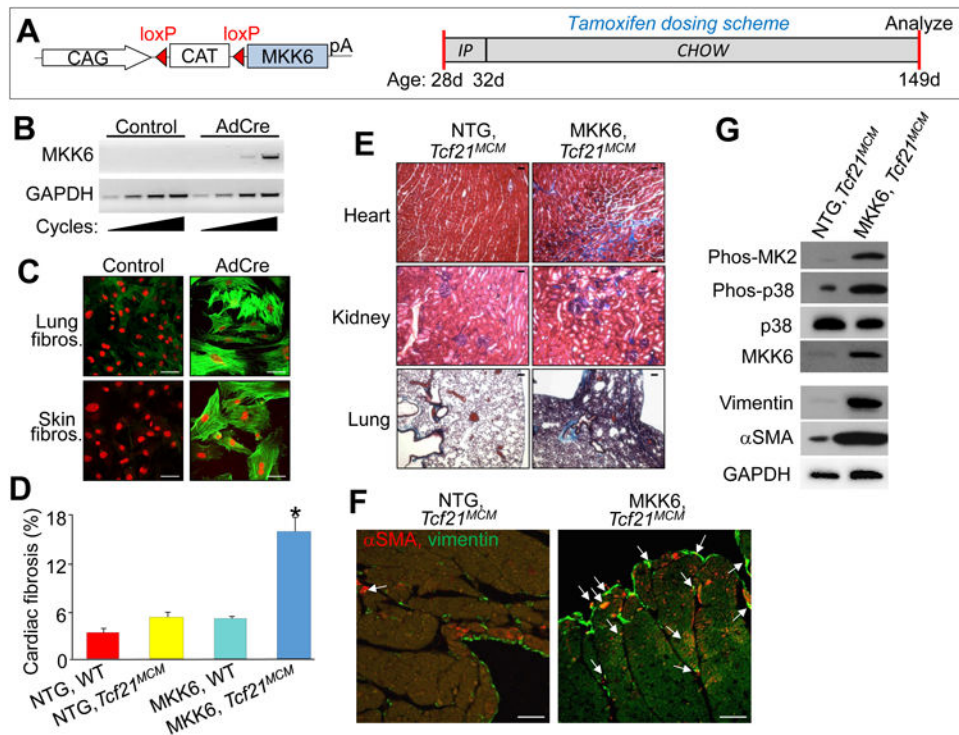 A
loxP loxP
CAG CAT MKK6 pA
Tamoxifen dosing scheme Analyze
IP CHOW
Age: 28d 32d 149d
B
Control AdCre
MKK6
GAPDH
Cycles:
C
Control AdCre
Lung
fibros.
Skin
fibros.
D
Cardiac fibrosis (%)
18
12
6
0
*
NTG, WT
NTG, Tcf21MCM
MKK6, WT
MKK6, Tcf21MCM
E
NTG, MKK6,
Tcf21MCM Tcf21MCM
Heart
Kidney
Lung
F
NTG, MKK6,
Tcf21MCM Tcf21MCM
αSMA, vimentin
G
NTG, Tcf21MCM
MKK6, Tcf21MCM
Phos-MK2
Phos-p38
p38
MKK6
Vimentin
αSMA
GAPDH